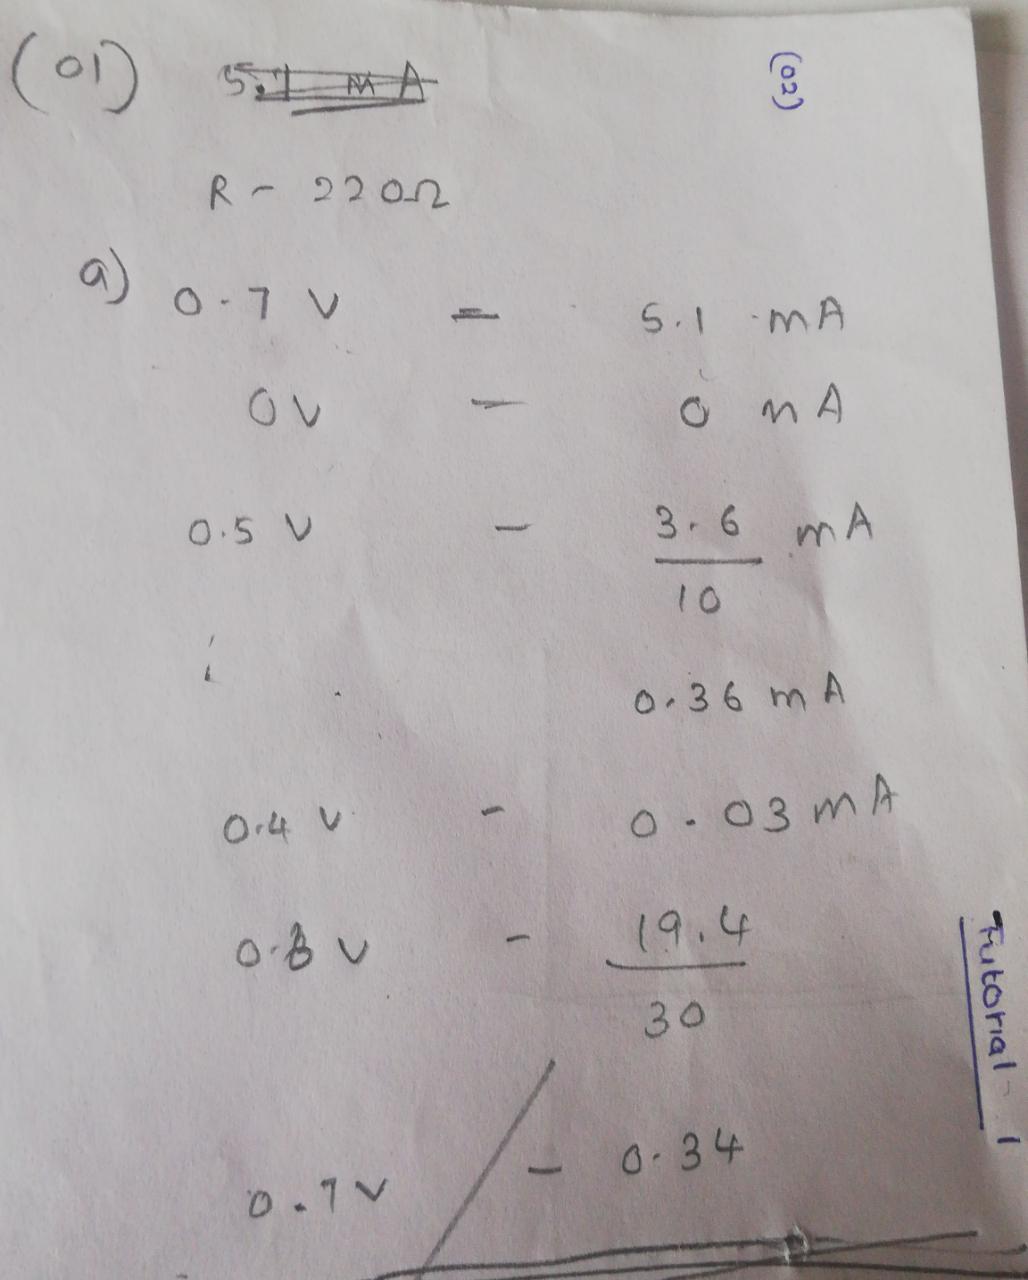 (01) 5.1 mA
(02)
R - 220Ω
a) 0.7 V = 5.1 mA
0 V - 0 mA
0.5 V - 3.6 mA
10
0.36 mA
0.4 V - 0.03 mA
0.8 V - 19.4
30
0.7 V - 0.34
Tutorial - 1